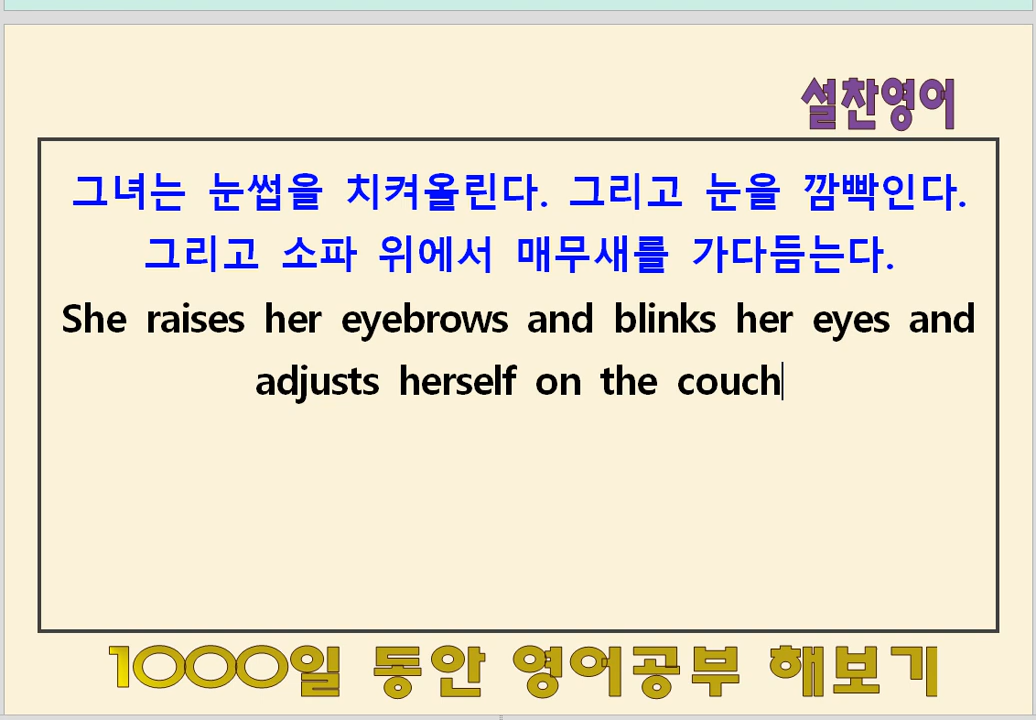 설찬영어
그녀는 눈썹을 치켜올린다. 그리고 눈을 깜빡인다.
그리고 소파 위에서 매무새를 가다듬는다.
She raises her eyebrows and blinks her eyes and
adjusts herself on the couch
1000일 동안 영어공부 해보기